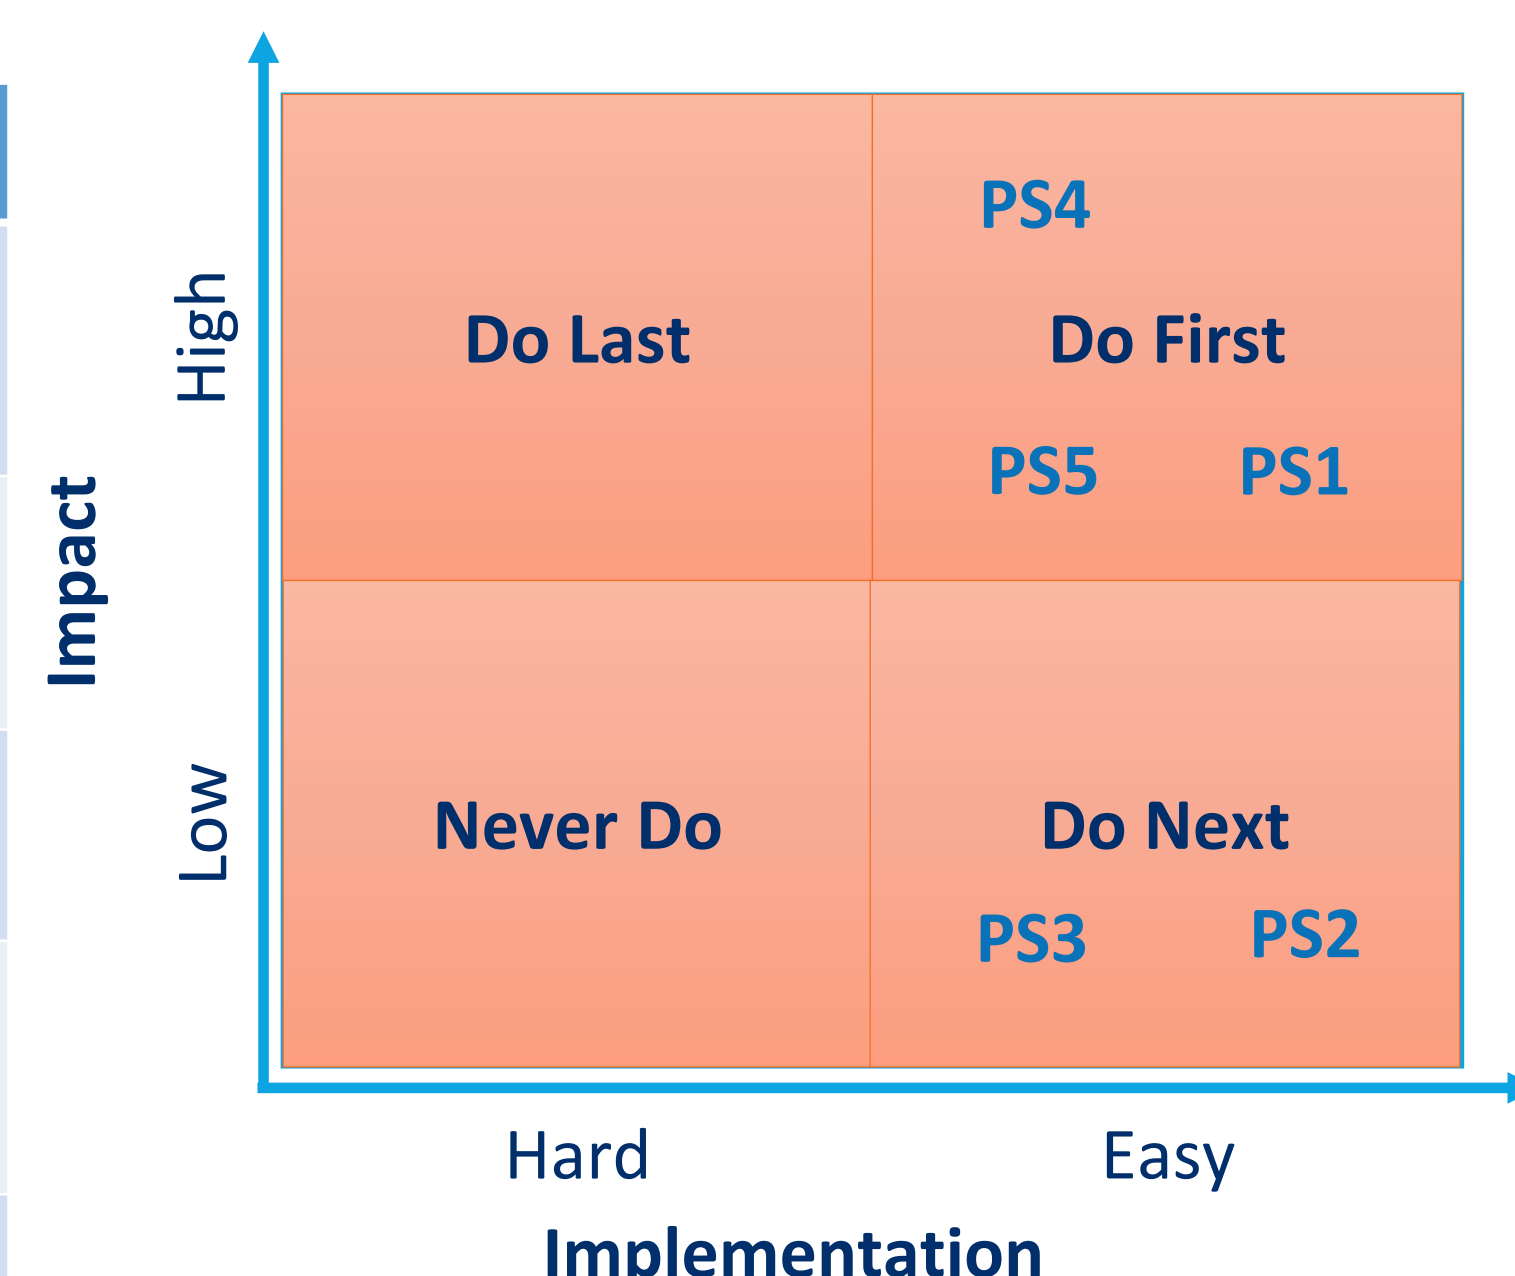 Impact
High
Low
PS4
Do Last
Do First
PS5
PS1
Never Do
Do Next
PS3
PS2
Hard
Easy
Implementation